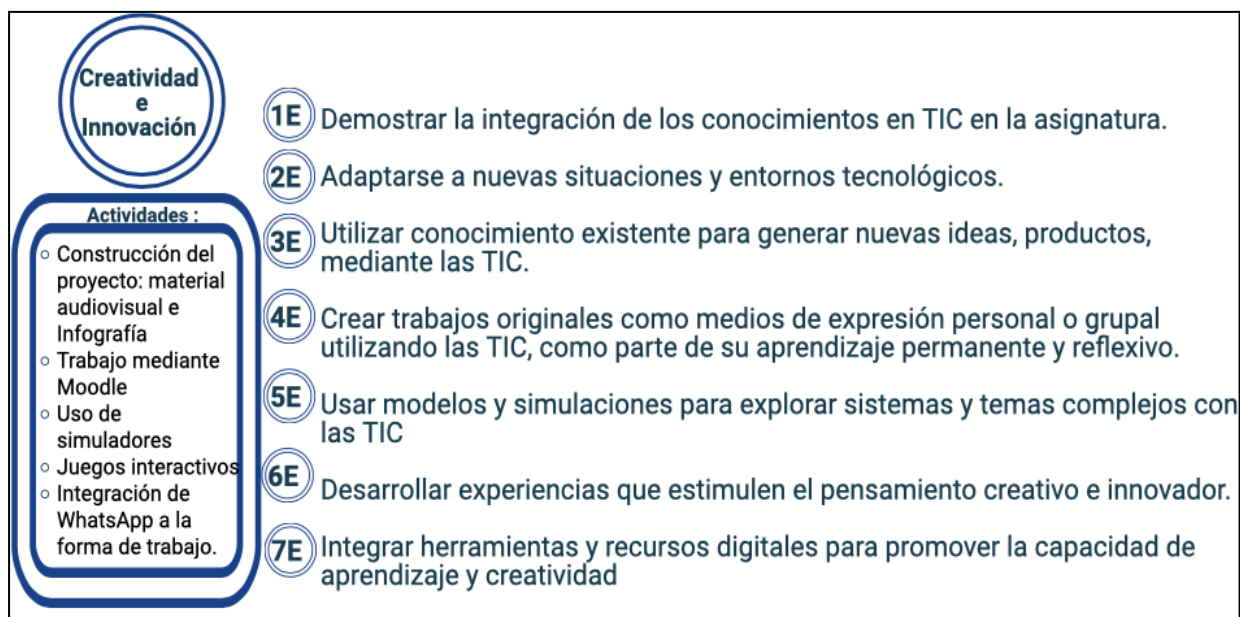 Creatividad
e
Innovación
Actividades :
Construcción del
proyecto: material
audiovisual e
Infografía
Trabajo mediante
Moodle
Uso de
simuladores
Juegos interactivos
Integración de
WhatsApp a la
forma de trabajo.
1E Demostrar la integración de los conocimientos en TIC en la asignatura.
2E Adaptarse a nuevas situaciones y entornos tecnológicos.
3E Utilizar conocimiento existente para generar nuevas ideas, productos,
mediante las TIC.
4E Crear trabajos originales como medios de expresión personal o grupal
utilizando las TIC, como parte de su aprendizaje permanente y reflexivo.
5E Usar modelos y simulaciones para explorar sistemas y temas complejos con
las TIC
6E Desarrollar experiencias que estimulen el pensamiento creativo e innovador.
7E Integrar herramientas y recursos digitales para promover la capacidad de
aprendizaje y creatividad